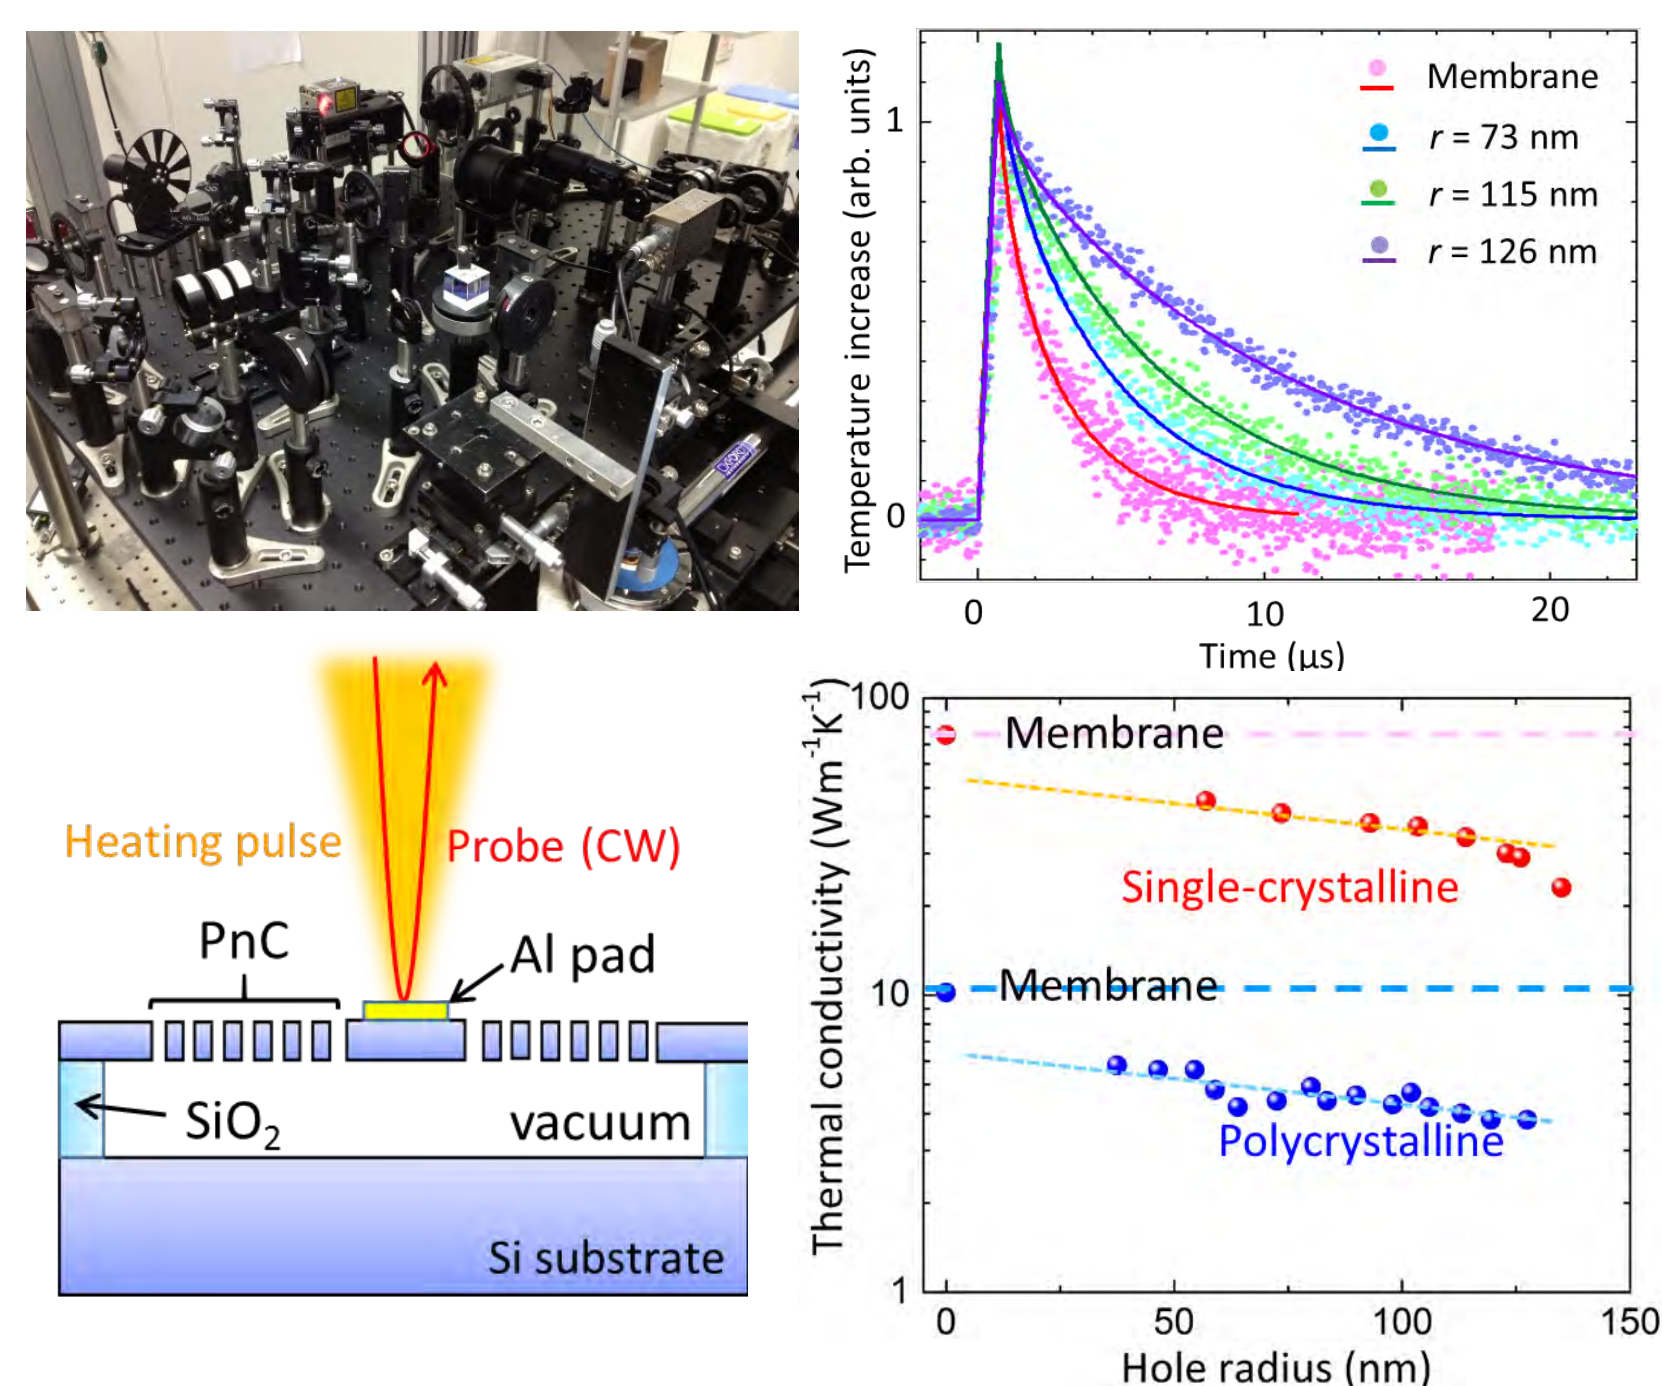 Temperature increase (arb. units)
1
0
Membrane
r = 73 nm
r = 115 nm
r = 126 nm
0
10
20
Time (μs)
Heating pulse
Probe (CW)
PnC
Al pad
SiO₂
vacuum
Si substrate
Thermal conductivity (Wm⁻¹K⁻¹)
100
10
1
Membrane
Single-crystalline
Membrane
Polycrystalline
0
50
100
150
Hole radius (nm)